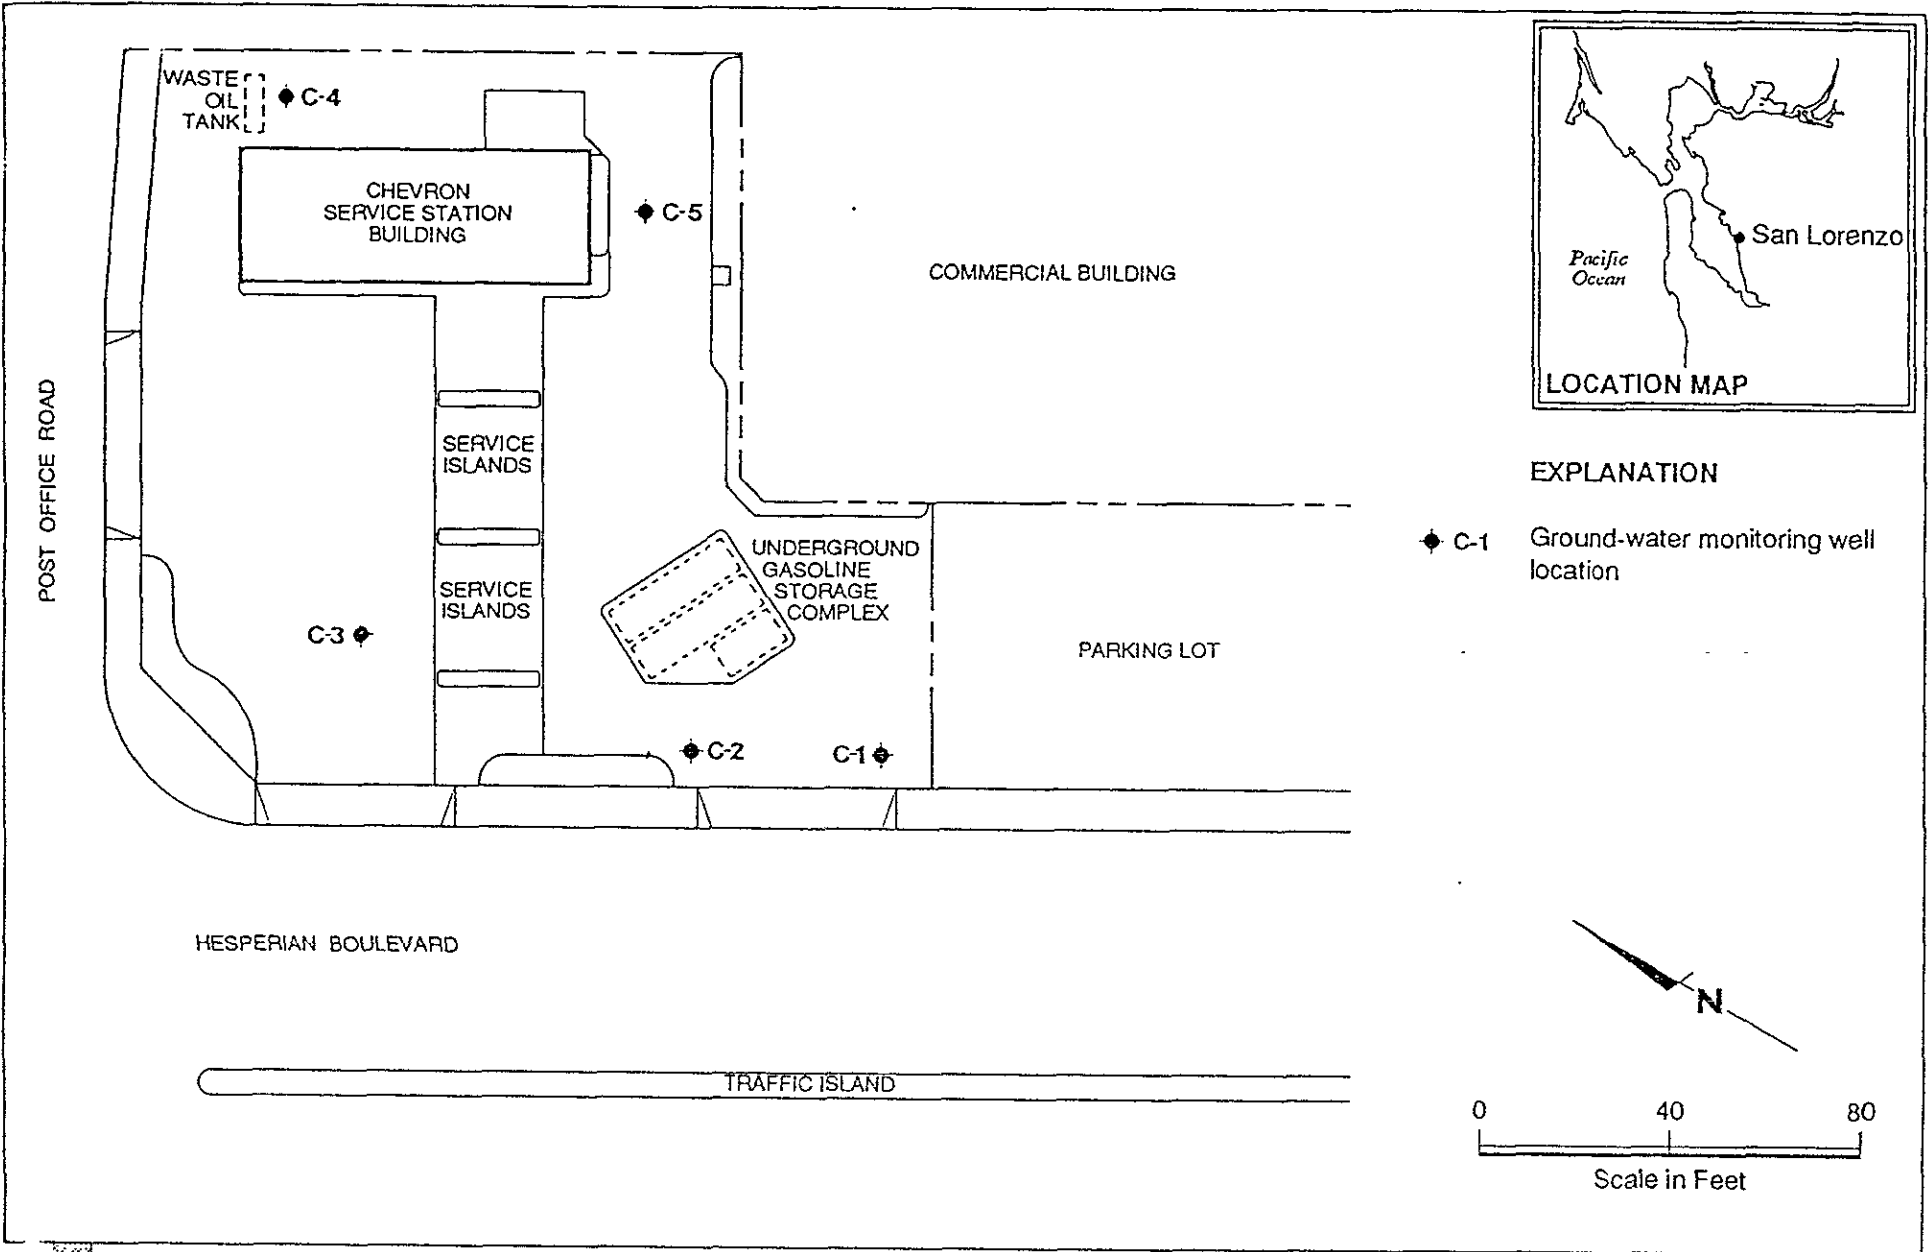 WASTE
OIL
TANK
C-4
CHEVRON
SERVICE STATION
BUILDING
C-5
COMMERCIAL BUILDING
Pacific
Ocean
San Lorenzo
LOCATION MAP
POST OFFICE ROAD
SERVICE
ISLANDS
EXPLANATION
C-1 Ground-water monitoring well
location
UNDERGROUND
GASOLINE
STORAGE
COMPLEX
SERVICE
ISLANDS
C-3
PARKING LOT
C-2
C-1
HESPERIAN BOULEVARD
N
TRAFFIC ISLAND
0 40 80
Scale in Feet